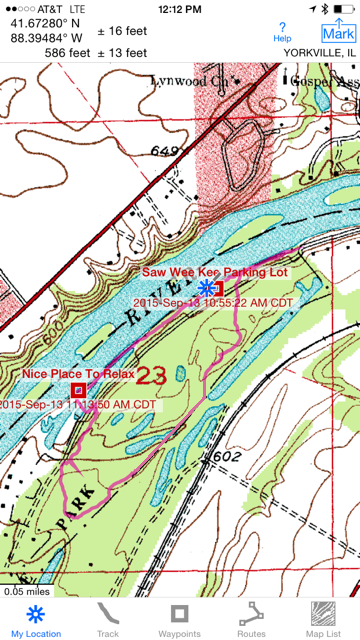 ●●○○○ AT&T LTE 12:12 PM
41.67280° N
88.39484° W
± 16 feet
586 feet ± 13 feet
?
Help
Mark
YORKVILLE, IL
Lynwood Ch
Gospel Ass
649
Saw Wee Kee Parking Lot
2015-Sep-13 10:55:22 AM CDT
RIVER
600
Nice Place To Relax
23
2015-Sep-13 11:13:50 AM CDT
602
PARK
0.05 miles
My Location Track Waypoints Routes Map List